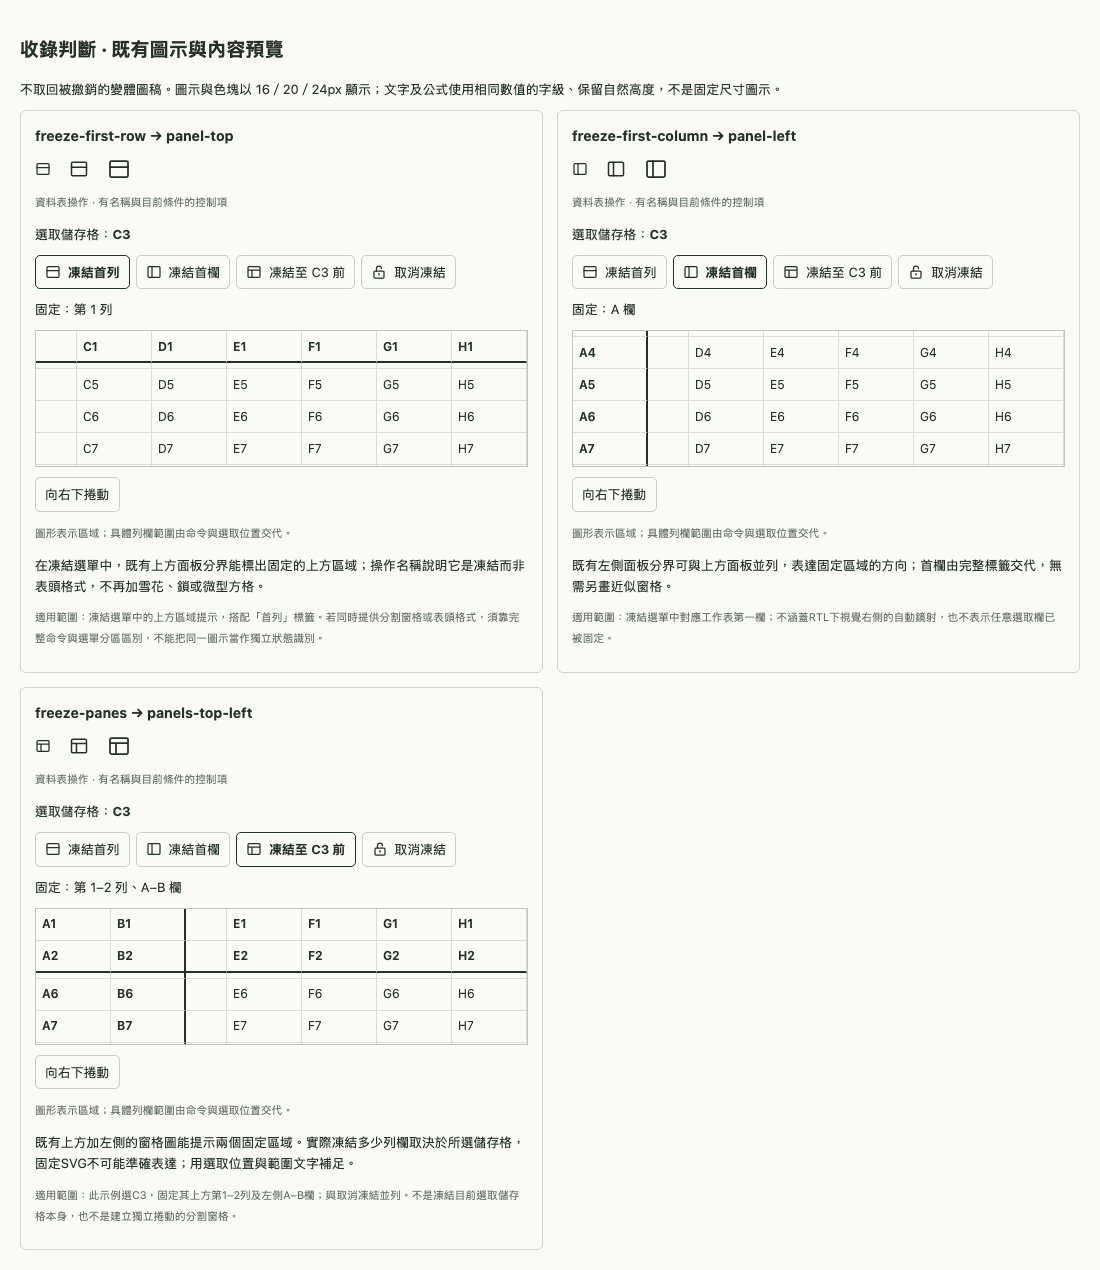 收錄判斷 · 既有圖示與內容預覽
不取回被撤銷的變體圖稿。圖示與色塊以 16 / 20 / 24px 顯示；文字及公式使用相同數值的字級、保留自然高度，不是固定尺寸圖示。
freeze-first-row → panel-top
資料表操作 · 有名稱與目前條件的控制項
選取儲存格：C3
凍結首列 凍結首欄 凍結至 C3 前 取消凍結
固定：第 1 列
C1 D1 E1 F1 G1 H1
C5 D5 E5 F5 G5 H5
C6 D6 E6 F6 G6 H6
C7 D7 E7 F7 G7 H7
向右下捲動
圖形表示區域；具體列欄範圍由命令與選取位置交代。
在凍結選單中，既有上方面板分界能標出固定的上方區域；操作名稱說明它是凍結而非
表頭格式，不再加雪花、鎖或微型方格。
適用範圍：凍結選單中的上方區域提示，搭配「首列」標籤。若同時提供分割窗格或表頭格式，須靠完
整命令與選單分區區別，不能把同一圖示當作獨立狀態識別。
freeze-first-column → panel-left
資料表操作 · 有名稱與目前條件的控制項
選取儲存格：C3
凍結首列 凍結首欄 凍結至 C3 前 取消凍結
固定：A 欄
A4 D4 E4 F4 G4 H4
A5 D5 E5 F5 G5 H5
A6 D6 E6 F6 G6 H6
A7 D7 E7 F7 G7 H7
向右下捲動
圖形表示區域；具體列欄範圍由命令與選取位置交代。
既有左側面板分界可與上方面板並列，表達固定區域的方向；首欄由完整標籤交代，無
需另畫近似窗格。
適用範圍：凍結選單中對應工作表第一欄；不涵蓋RTL下視覺右側的自動鏡射，也不表示任意選取欄已
被固定。
freeze-panes → panels-top-left
資料表操作 · 有名稱與目前條件的控制項
選取儲存格：C3
凍結首列 凍結首欄 凍結至 C3 前 取消凍結
固定：第 1–2 列、A–B 欄
A1 B1 E1 F1 G1 H1
A2 B2 E2 F2 G2 H2
A6 B6 E6 F6 G6 H6
A7 B7 E7 F7 G7 H7
向右下捲動
圖形表示區域；具體列欄範圍由命令與選取位置交代。
既有上方加左側的窗格圖能提示兩個固定區域。實際凍結多少列欄取決於所選儲存格，
固定SVG不可能準確表達；用選取位置與範圍文字補足。
適用範圍：此示例選C3，固定其上方第1–2列及左側A–B欄；與取消凍結並列。不是凍結目前選取儲存
格本身，也不是建立獨立捲動的分割窗格。